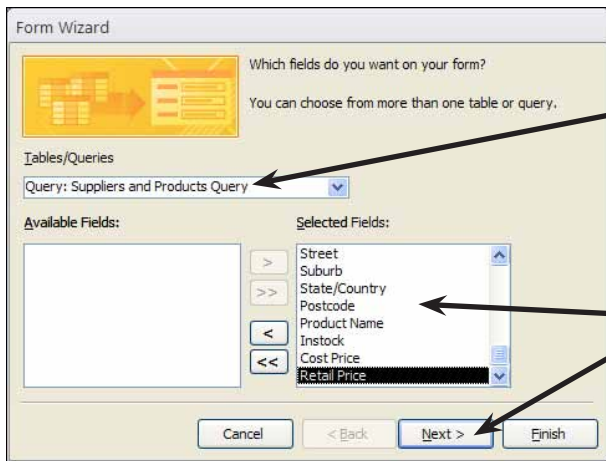 Form Wizard
Which fields do you want on your form?
You can choose from more than one table or query.
Tables/Queries
Query: Suppliers and Products Query
Available Fields:
Selected Fields:
>
>>
<
<<
Street
Suburb
State/Country
Postcode
Product Name
Instock
Cost Price
Retail Price
Cancel
< Back
Next >
Finish